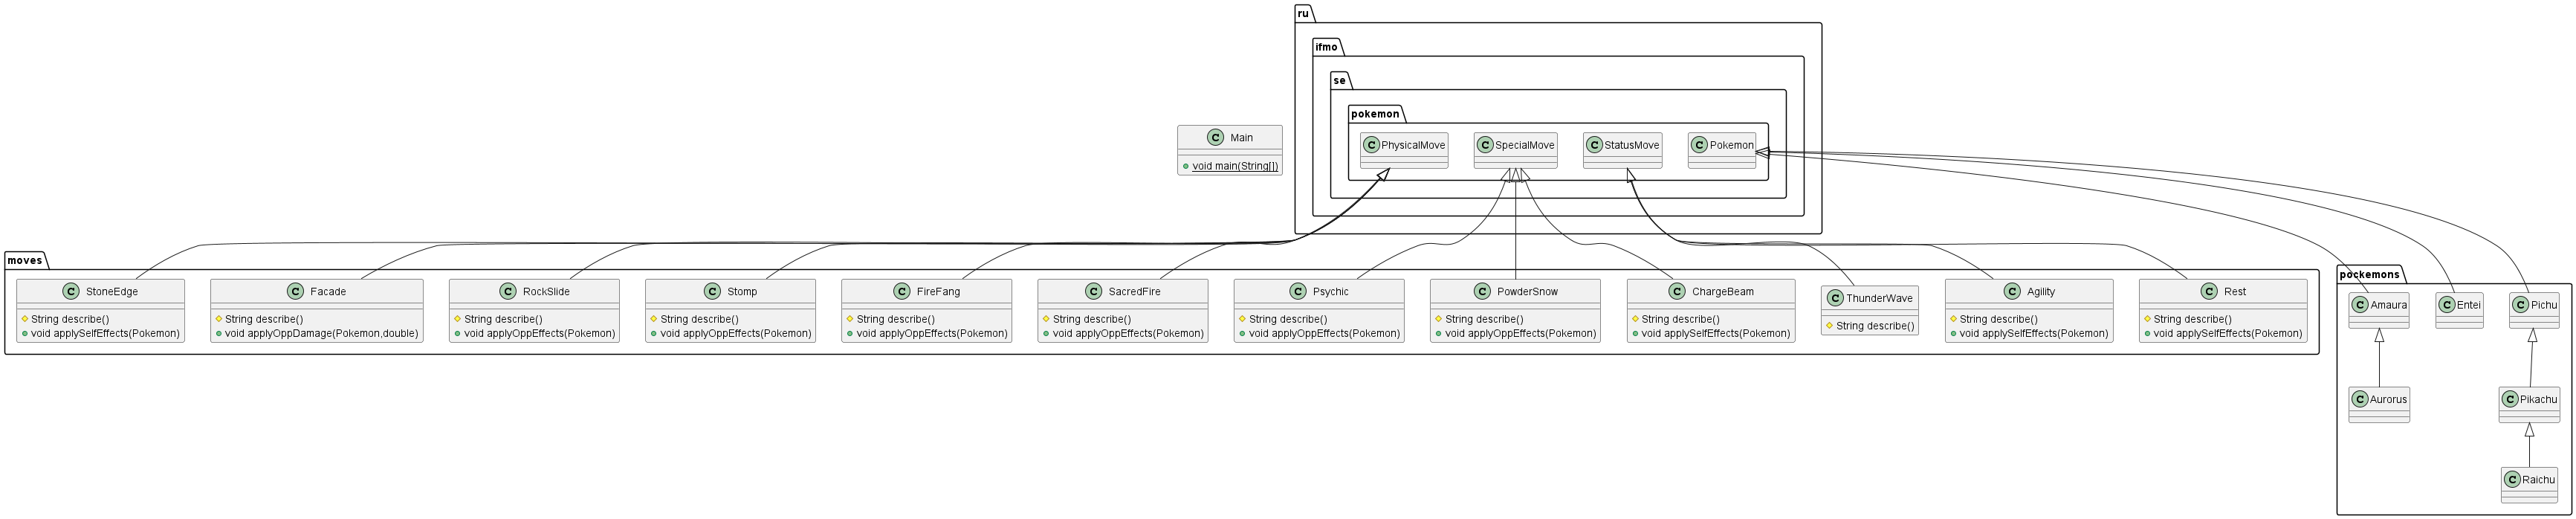 ru
ifmo
se
pokemon
C PhysicalMove
C SpecialMove
C StatusMove
C Pokemon
C Main
void main(String[])
moves
C StoneEdge
String describe()
void applySelfEffects(Pokemon)
C Facade
String describe()
void applyOppDamage(Pokemon,double)
C RockSlide
String describe()
void applyOppEffects(Pokemon)
C Stomp
String describe()
void applyOppEffects(Pokemon)
C FireFang
String describe()
void applyOppEffects(Pokemon)
C SacredFire
String describe()
void applyOppEffects(Pokemon)
C Psychic
String describe()
void applyOppEffects(Pokemon)
C PowderSnow
String describe()
void applyOppEffects(Pokemon)
C ChargeBeam
String describe()
void applySelfEffects(Pokemon)
C ThunderWave
String describe()
C Agility
String describe()
void applySelfEffects(Pokemon)
C Rest
String describe()
void applySelfEffects(Pokemon)
pockemons
C Amaura
C Entei
C Pichu
C Aurorus
C Pikachu
C Raichu